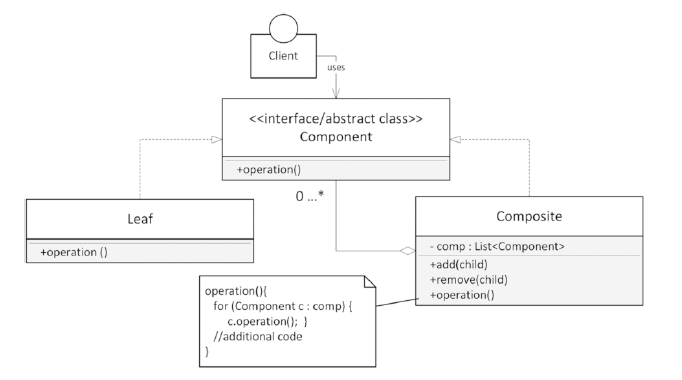 Client
uses
<<interface/abstract class>>
Component
+operation()
0 ...*
Leaf
+operation ()
Composite
- comp : List<Component>
+add(child)
+remove(child)
+operation()
operation(){
for (Component c : comp) {
c.operation();  }
//additional code
}